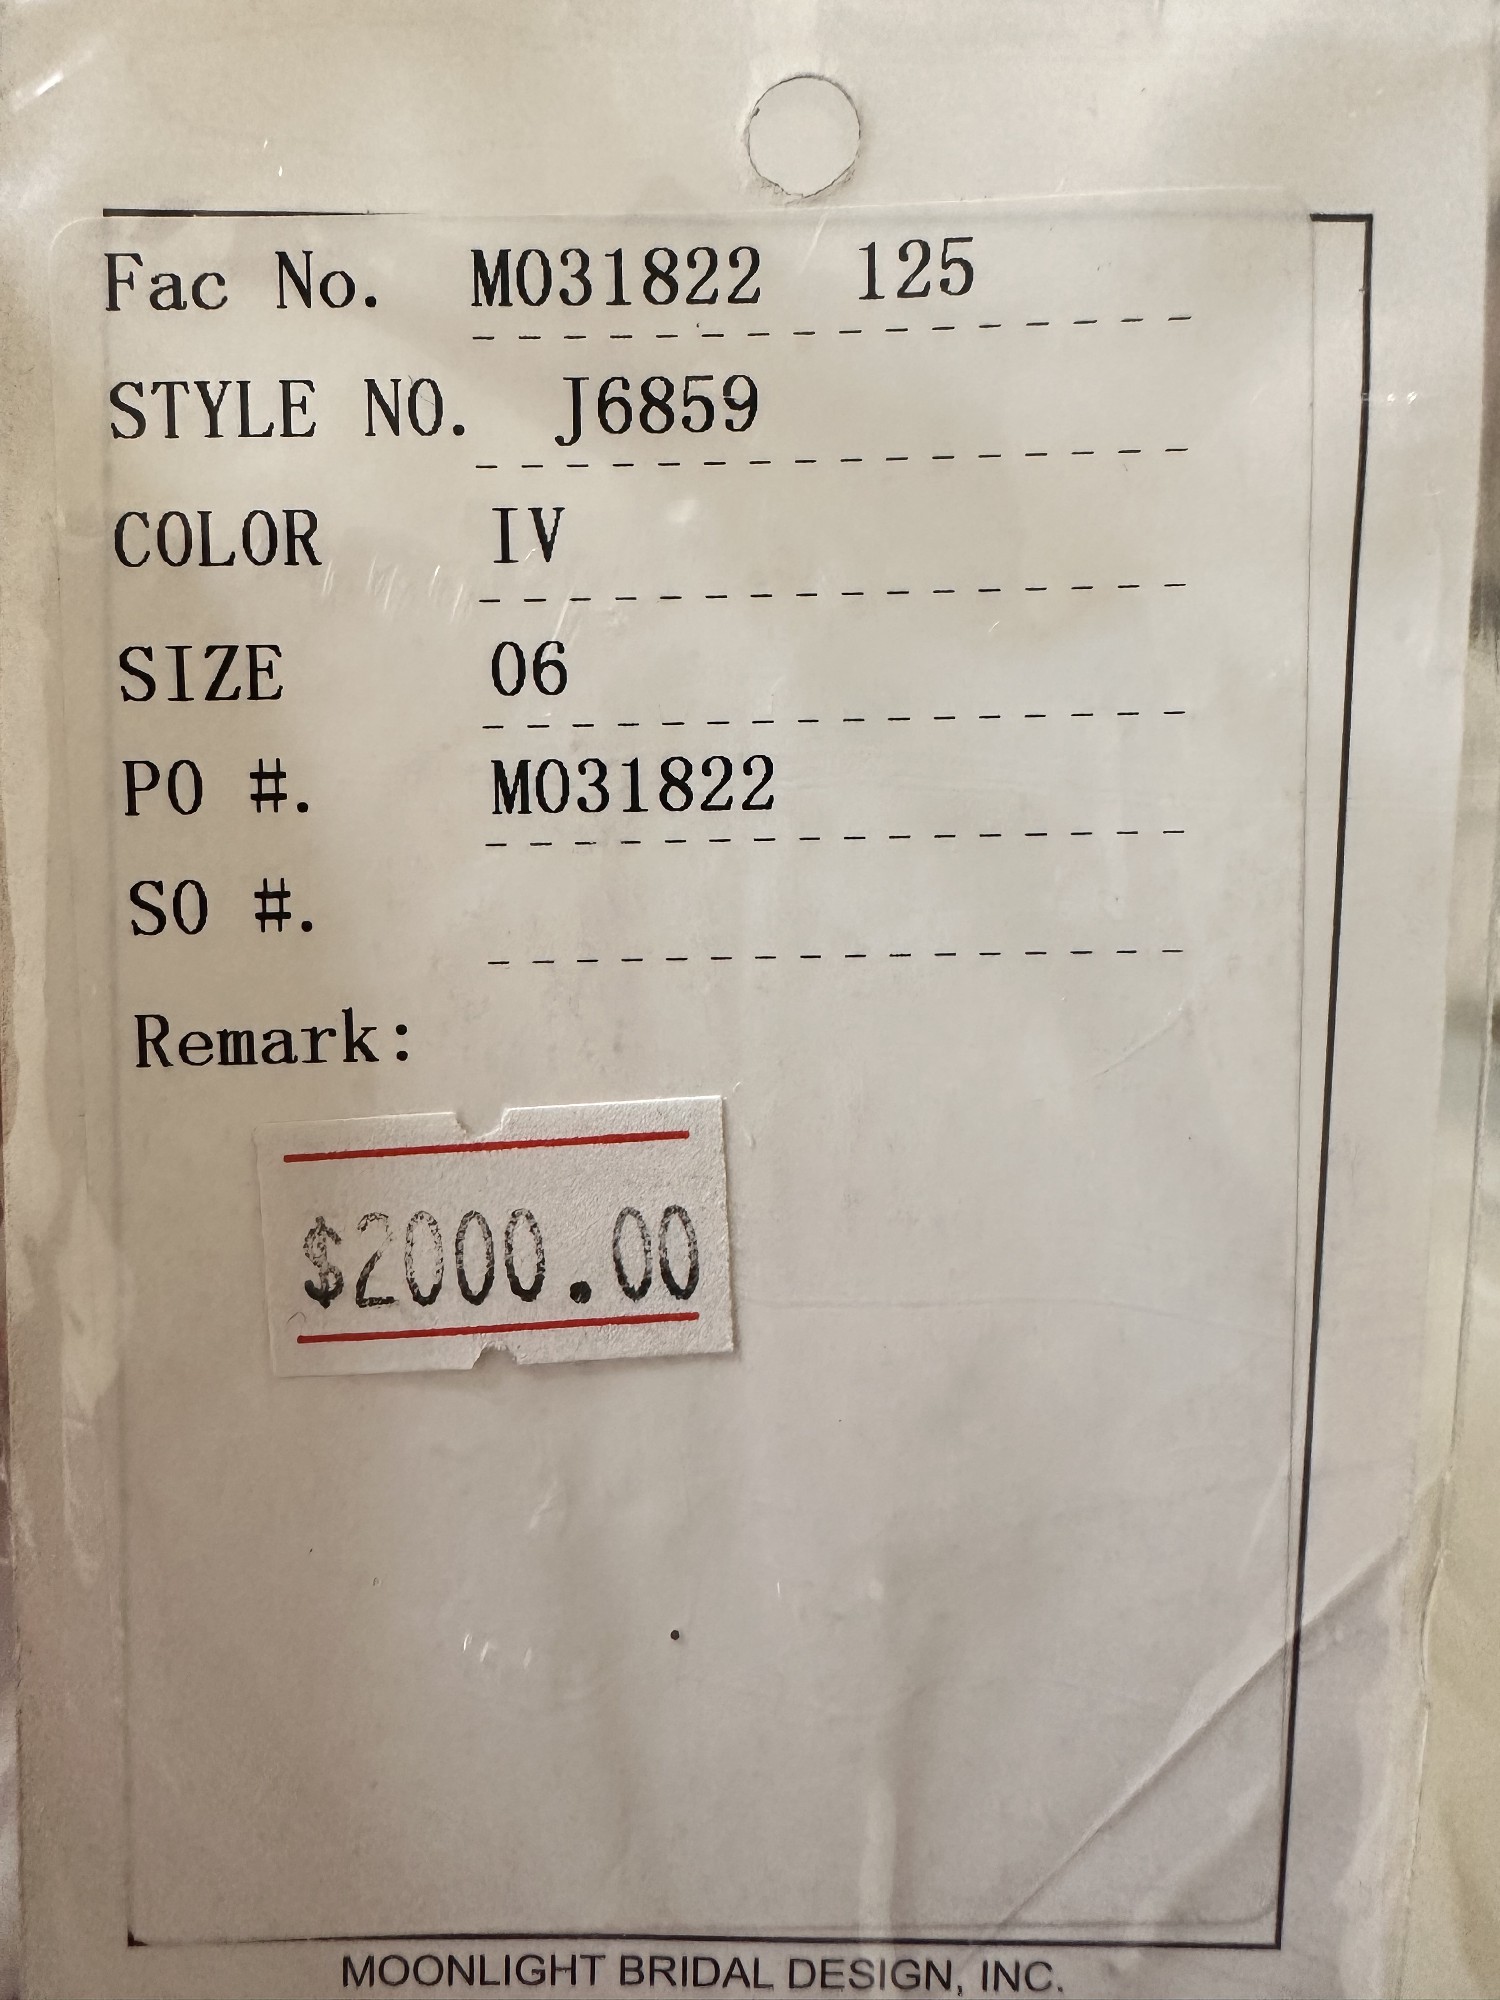 Fac No. M031822 125
STYLE NO. J6859
COLOR IV
SIZE 06
PO #. M031822
SO #.
Remark:
$2000.00
MOONLIGHT BRIDAL DESIGN, INC.